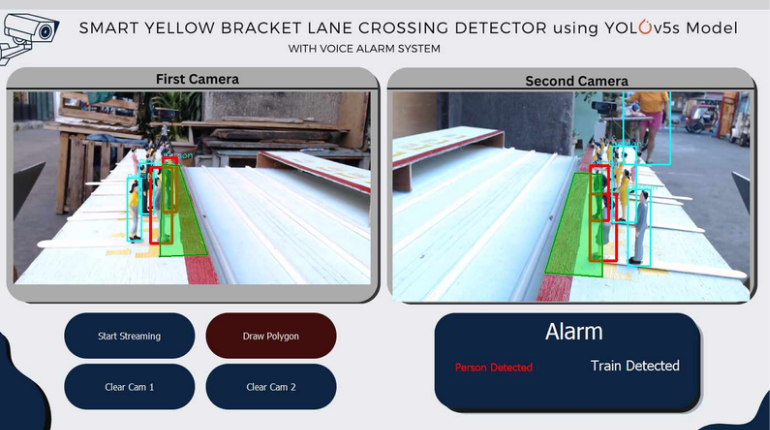 SMART YELLOW BRACKET LANE CROSSING DETECTOR using YOLOv5s Model
WITH VOICE ALARM SYSTEM
First Camera
Second Camera
Start Streaming
Draw Polygon
Clear Cam 1
Clear Cam 2
Alarm
Person Detected
Train Detected